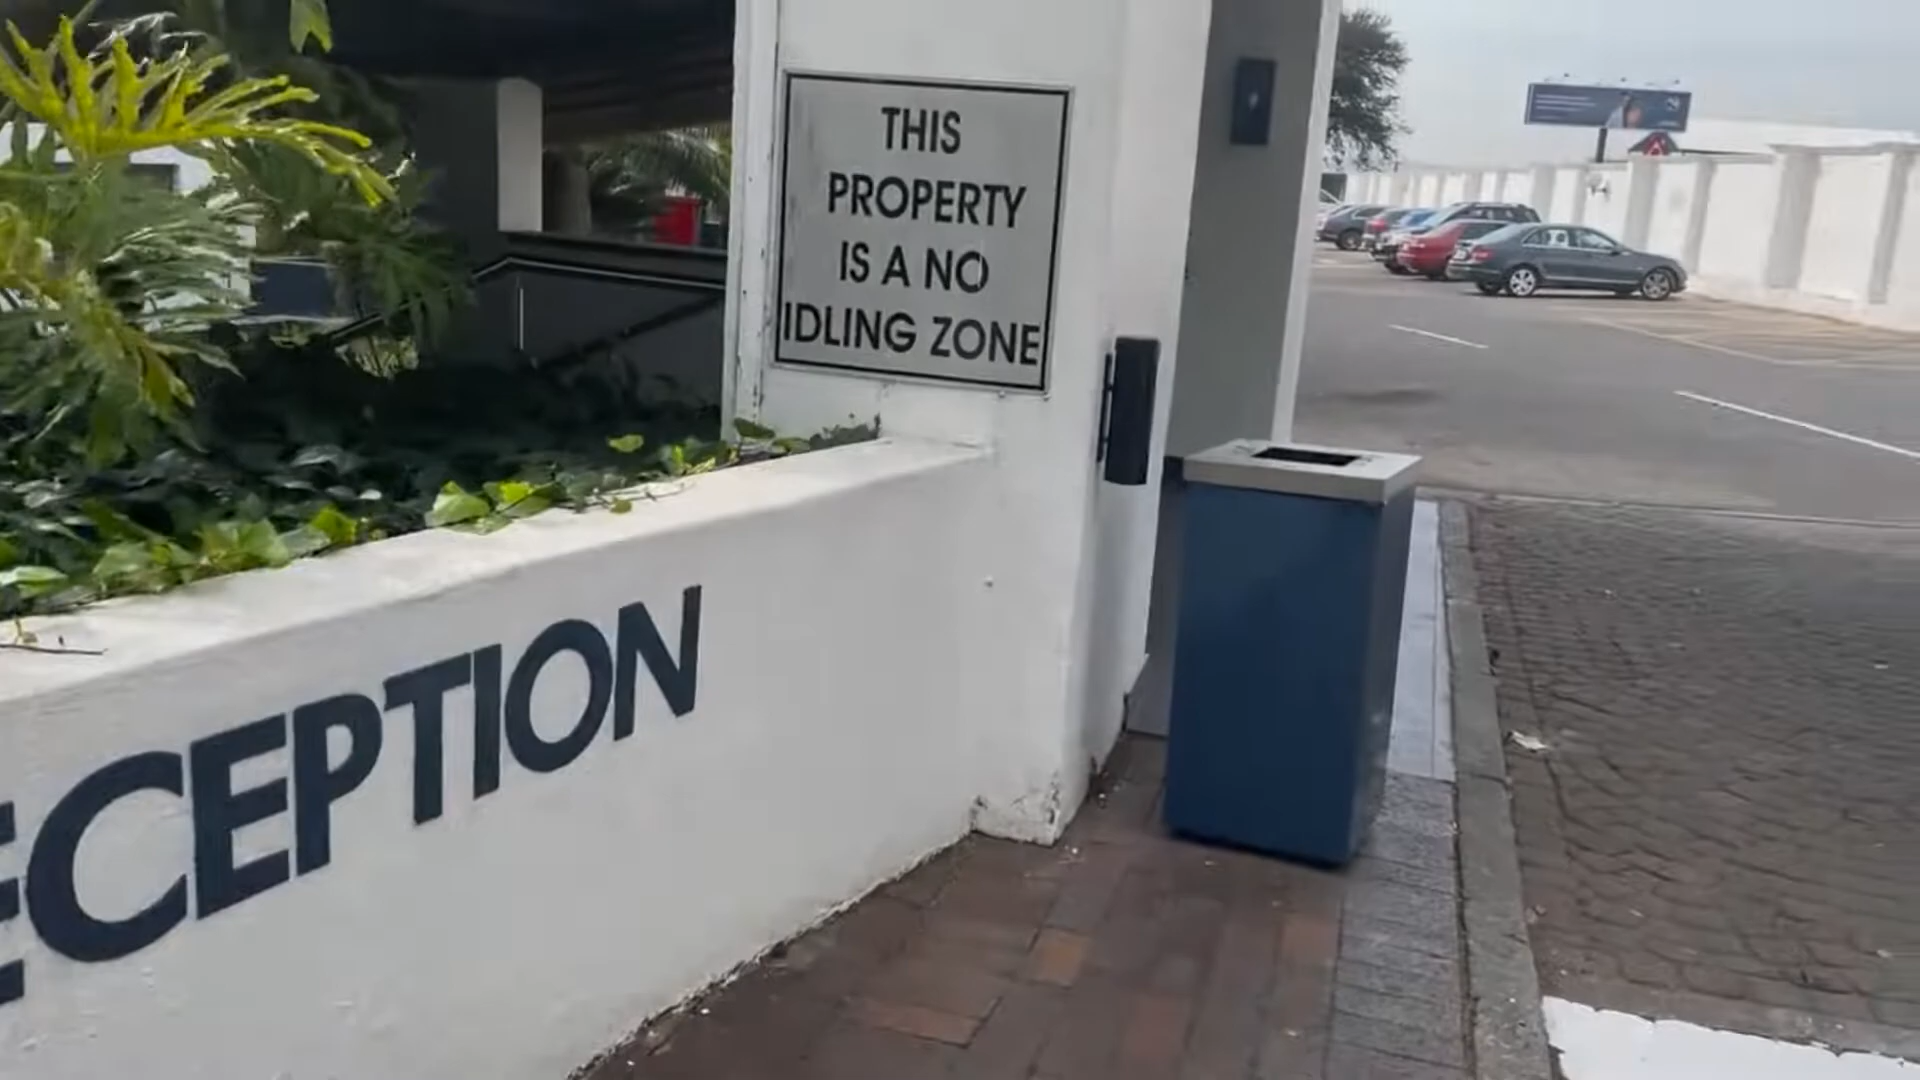 THIS
PROPERTY
IS A NO
IDLING ZONE
ECEPTION